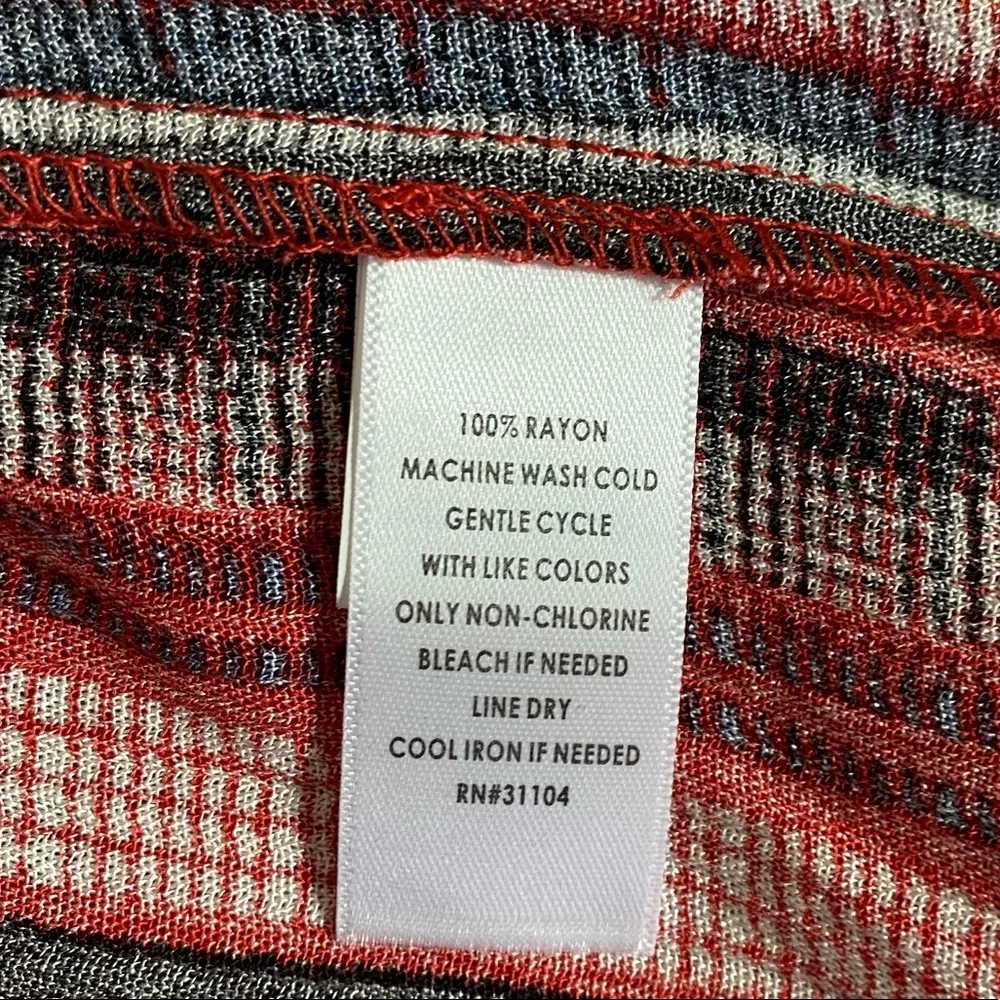 100% RAYON
MACHINE WASH COLD
GENTLE CYCLE
WITH LIKE COLORS
ONLY NON-CHLORINE
BLEACH IF NEEDED
LINE DRY
COOL IRON IF NEEDED
RN#31104